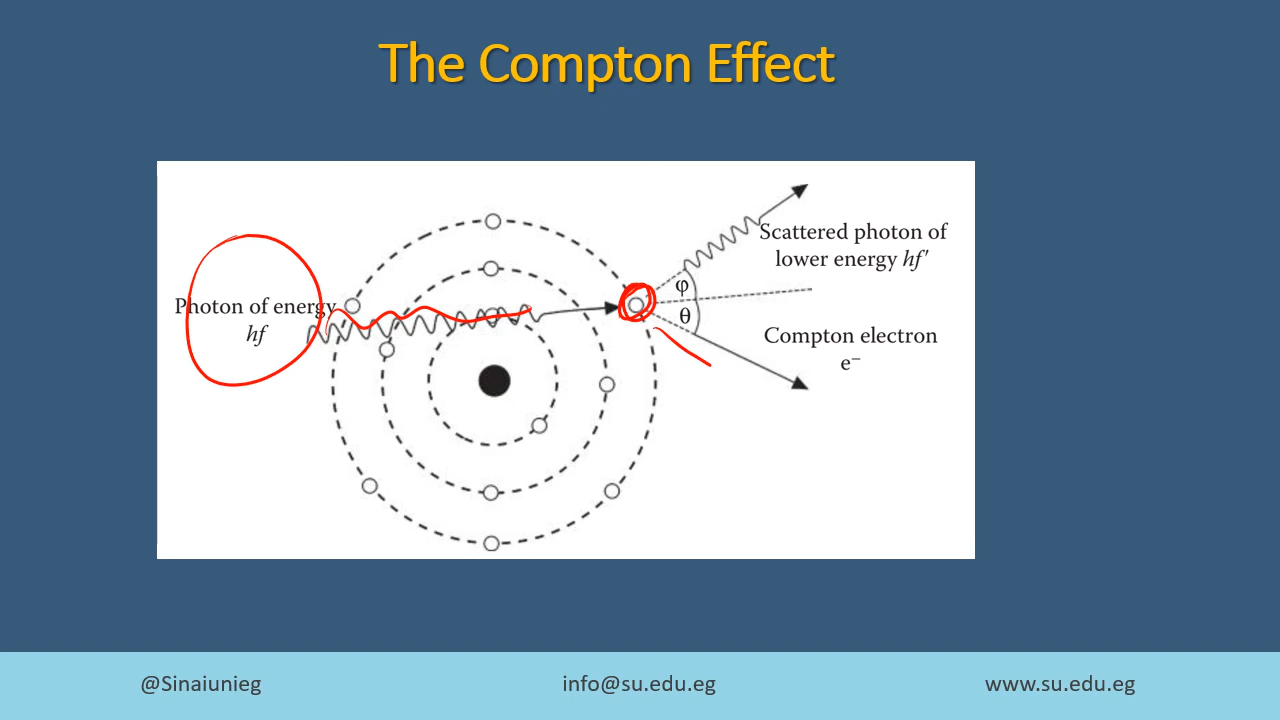 The Compton Effect
Photon of energy
hf
Scattered photon of
lower energy hf′
φ
θ
Compton electron
e⁻
@Sinaiunieg
info@su.edu.eg
www.su.edu.eg